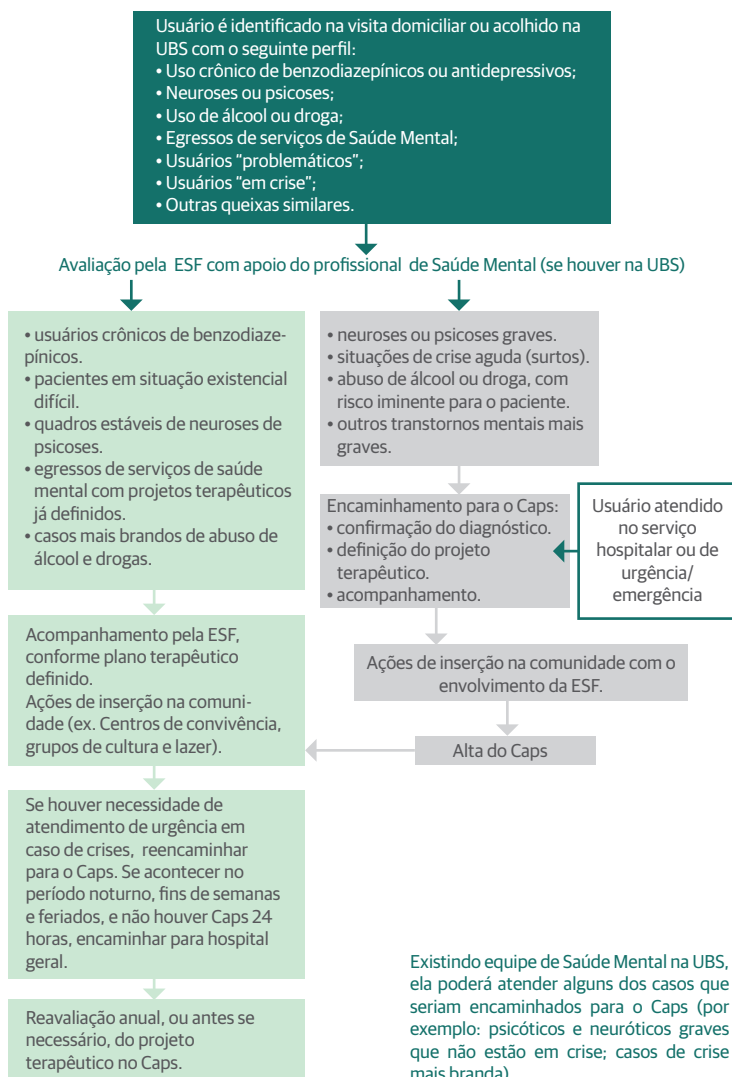 Usuário é identificado na visita domiciliar ou acolhido na
UBS com o seguinte perfil:
• Uso crônico de benzodiazepínicos ou antidepressivos;
• Neuroses ou psicoses;
• Uso de álcool ou droga;
• Egressos de serviços de Saúde Mental;
• Usuários "problemáticos";
• Usuários "em crise";
• Outras queixas similares.
Avaliação pela ESF com apoio do profissional de Saúde Mental (se houver na UBS)
• usuários crônicos de benzodiaze-
pínicos.
• pacientes em situação existencial
difícil.
• quadros estáveis de neuroses de
psicoses.
• egressos de serviços de saúde
mental com projetos terapêuticos
já definidos.
• casos mais brandos de abuso de
álcool e drogas.
• neuroses ou psicoses graves.
• situações de crise aguda (surtos).
• abuso de álcool ou droga, com
risco iminente para o paciente.
• outros transtornos mentais mais
graves.
Encaminhamento para o Caps:
• confirmação do diagnóstico.
• definição do projeto
terapêutico.
• acompanhamento.
Usuário atendido
no serviço
hospitalar ou de
urgência/
emergência
Acompanhamento pela ESF,
conforme plano terapêutico
definido.
Ações de inserção na comuni-
dade (ex. Centros de convivência,
grupos de cultura e lazer).
Ações de inserção na comunidade com o
envolvimento da ESF.
Alta do Caps
Se houver necessidade de
atendimento de urgência em
caso de crises, reencaminhar
para o Caps. Se acontecer no
período noturno, fins de semanas
e feriados, e não houver Caps 24
horas, encaminhar para hospital
geral.
Reavaliação anual, ou antes se
necessário, do projeto
terapêutico no Caps.
Existindo equipe de Saúde Mental na UBS,
ela poderá atender alguns dos casos que
seriam encaminhados para o Caps (por
exemplo: psicóticos e neuróticos graves
que não estão em crise; casos de crise
mais branda)